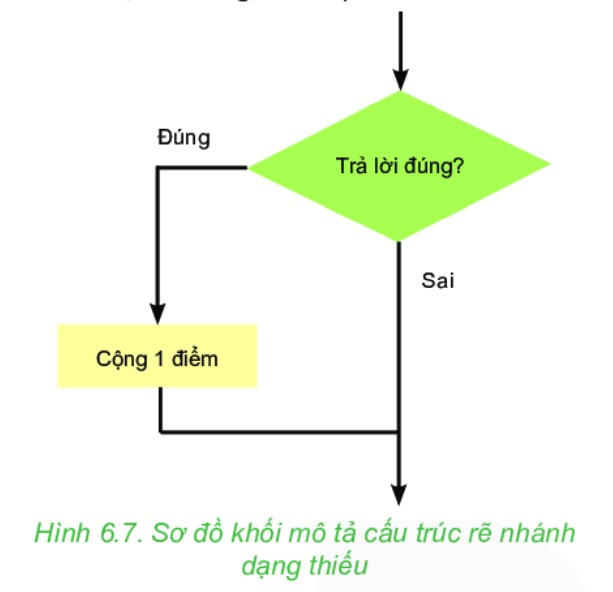 Đúng
Trả lời đúng?
Sai
Cộng 1 điểm
Hình 6.7. Sơ đồ khối mô tả cấu trúc rẽ nhánh
dạng thiếu